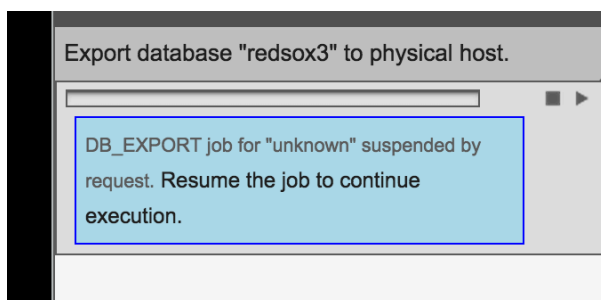 Export database "redsox3" to physical host.
DB_EXPORT job for "unknown" suspended by
request. Resume the job to continue
execution.